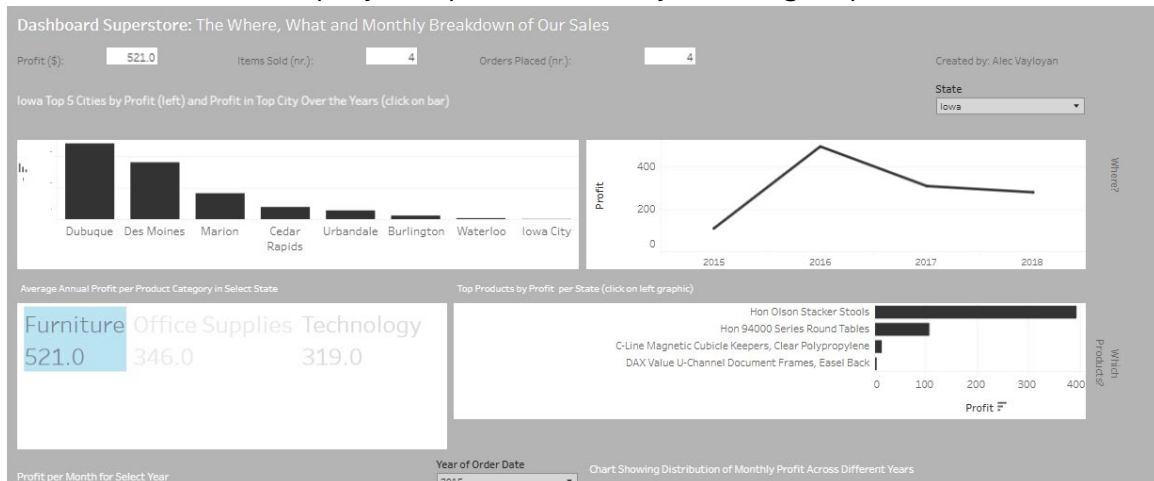 Dashboard Superstore: The Where, What and Monthly Breakdown of Our Sales
Profit ($): 521.0 Items Sold (nr.): 4 Orders Placed (nr.): 4 Created by: Alec Vayloyan
State
Iowa
Iowa Top 5 Cities by Profit (left) and Profit in Top City Over the Years (click on bar)
Dubuque Des Moines Marion Cedar Rapids Urbandale Burlington Waterloo Iowa City
Profit
400
200
0
2015 2016 2017 2018
Where?
Average Annual Profit per Product Category in Select State
Furniture Office Supplies Technology
521.0 346.0 319.0
Top Products by Profit per State (click on left graphic)
Hon Olson Stacker Stools
Hon 94000 Series Round Tables
C-Line Magnetic Cubicle Keepers, Clear Polypropylene
DAX Value U-Channel Document Frames, Easel Back
0 100 200 300 400
Profit
Which Products?
Profit per Month for Select Year
Year of Order Date
Chart Showing Distribution of Monthly Profit Across Different Years